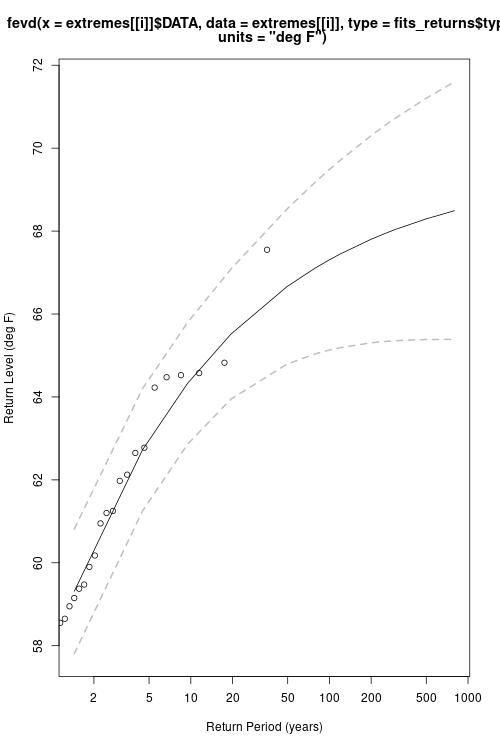 fevd(x = extremes[[i]]$DATA, data = extremes[[i]], type = fits_returns$typ
units = "deg F")
72
70
68
66
64
62
60
58
Return Level (deg F)
2 5 10 20 50 100 200 500 1000
Return Period (years)